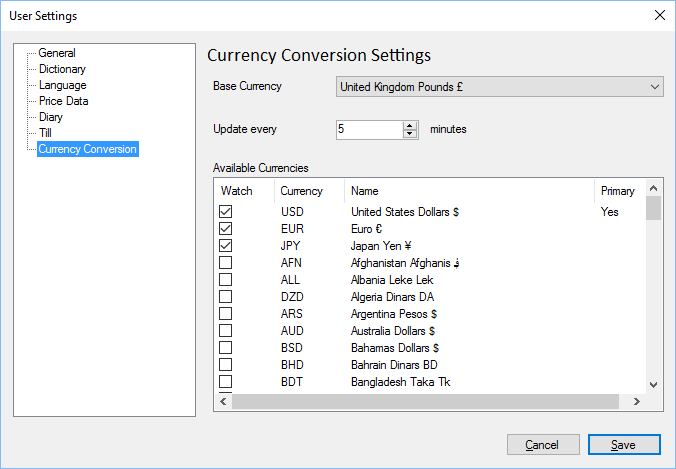 User Settings
General
Dictionary
Language
Price Data
Diary
Till
Currency Conversion
Currency Conversion Settings
Base Currency United Kingdom Pounds £
Update every 5 minutes
Available Currencies
Watch Currency Name Primary
USD United States Dollars $ Yes
EUR Euro €
JPY Japan Yen ¥
AFN Afghanistan Afghanis ؋
ALL Albania Leke Lek
DZD Algeria Dinars DA
ARS Argentina Pesos $
AUD Australia Dollars $
BSD Bahamas Dollars $
BHD Bahrain Dinars BD
BDT Bangladesh Taka Tk
Cancel Save